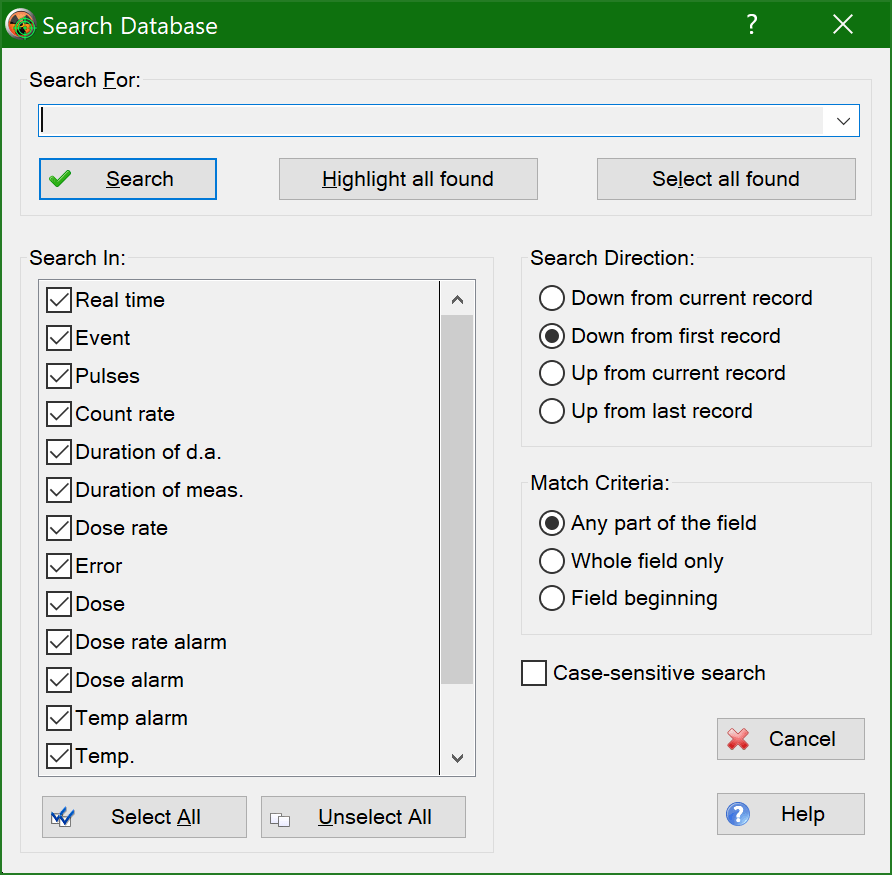 Search Database
Search For:
Search
Highlight all found
Select all found
Search In:
Real time
Event
Pulses
Count rate
Duration of d.a.
Duration of meas.
Dose rate
Error
Dose
Dose rate alarm
Dose alarm
Temp alarm
Temp.
Select All
Unselect All
Search Direction:
Down from current record
Down from first record
Up from current record
Up from last record
Match Criteria:
Any part of the field
Whole field only
Field beginning
Case-sensitive search
Cancel
Help